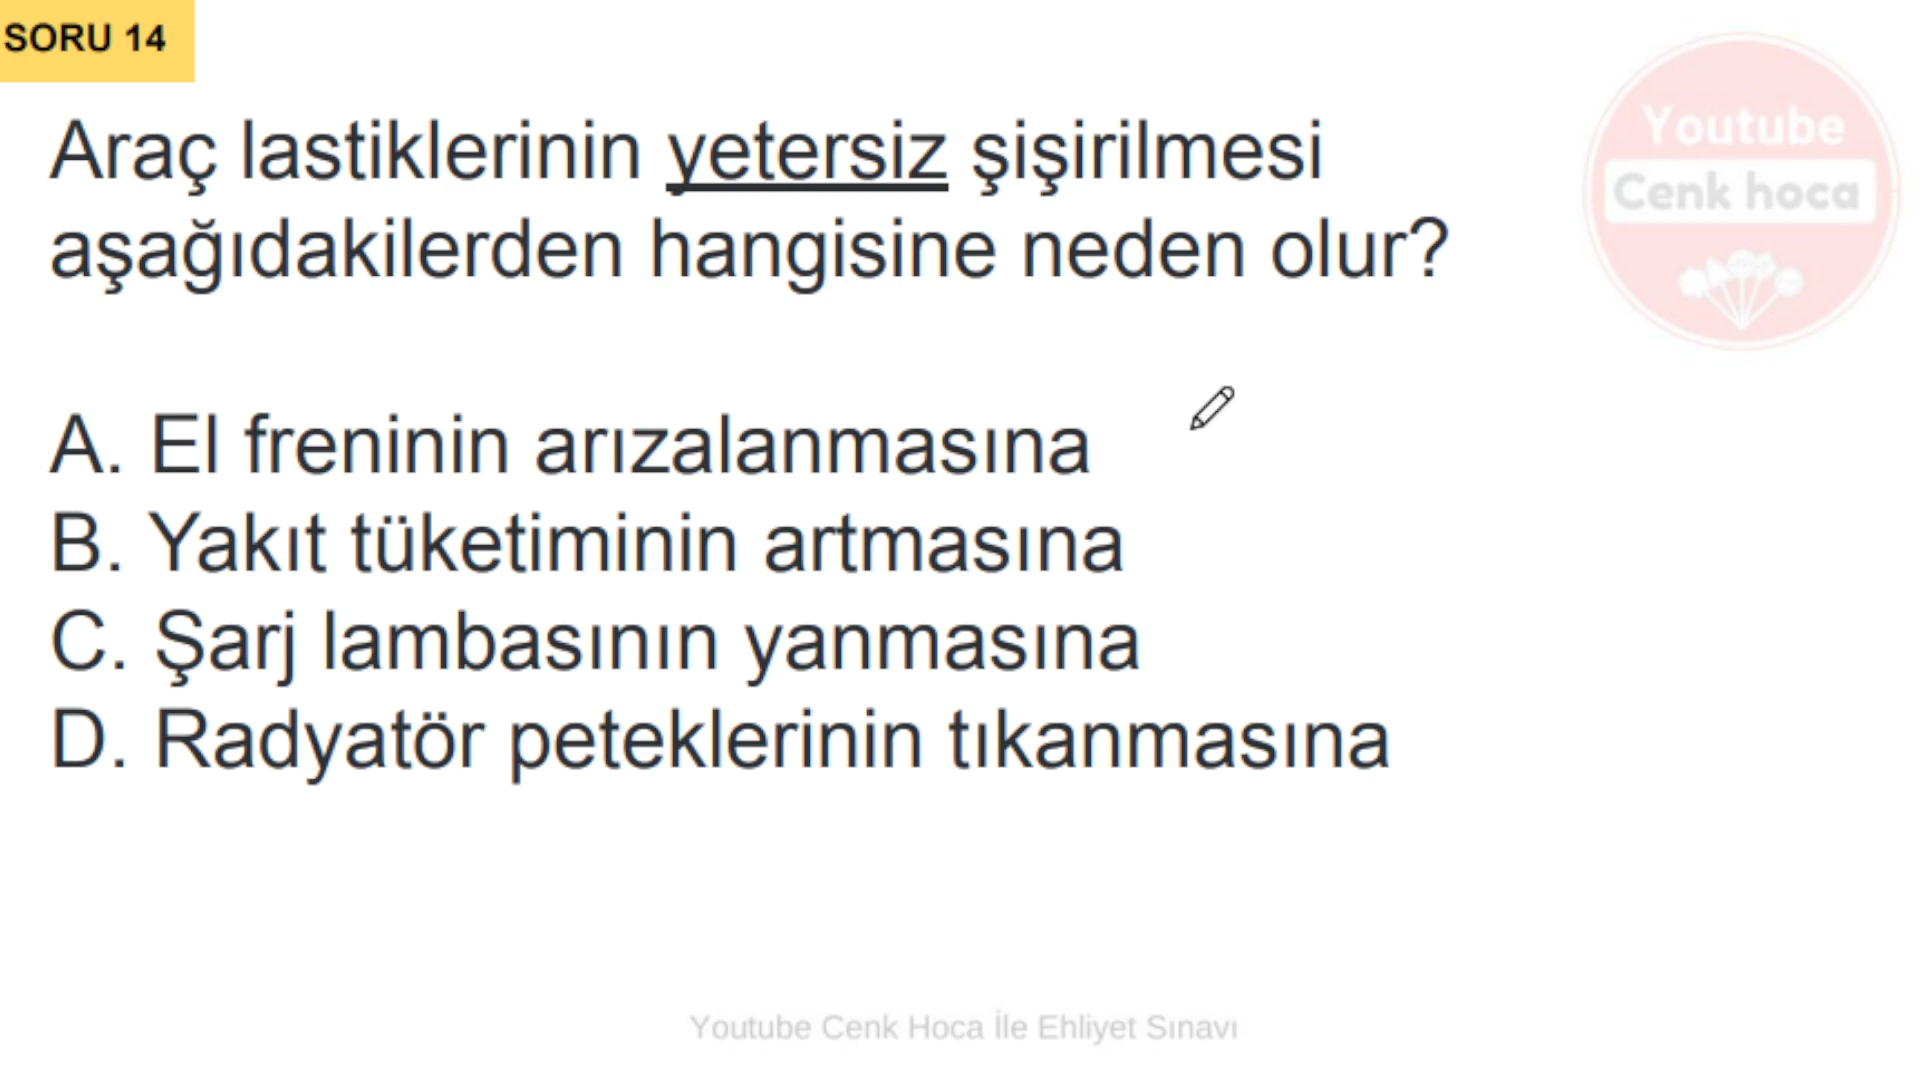 SORU 14
Youtube
Cenk hoca
Araç lastiklerinin yetersiz şişirilmesi
aşağıdakilerden hangisine neden olur?
A. El freninin arızalanmasına
B. Yakıt tüketiminin artmasına
C. Şarj lambasının yanmasına
D. Radyatör peteklerinin tıkanmasına
Youtube Cenk Hoca İle Ehliyet Sınavı